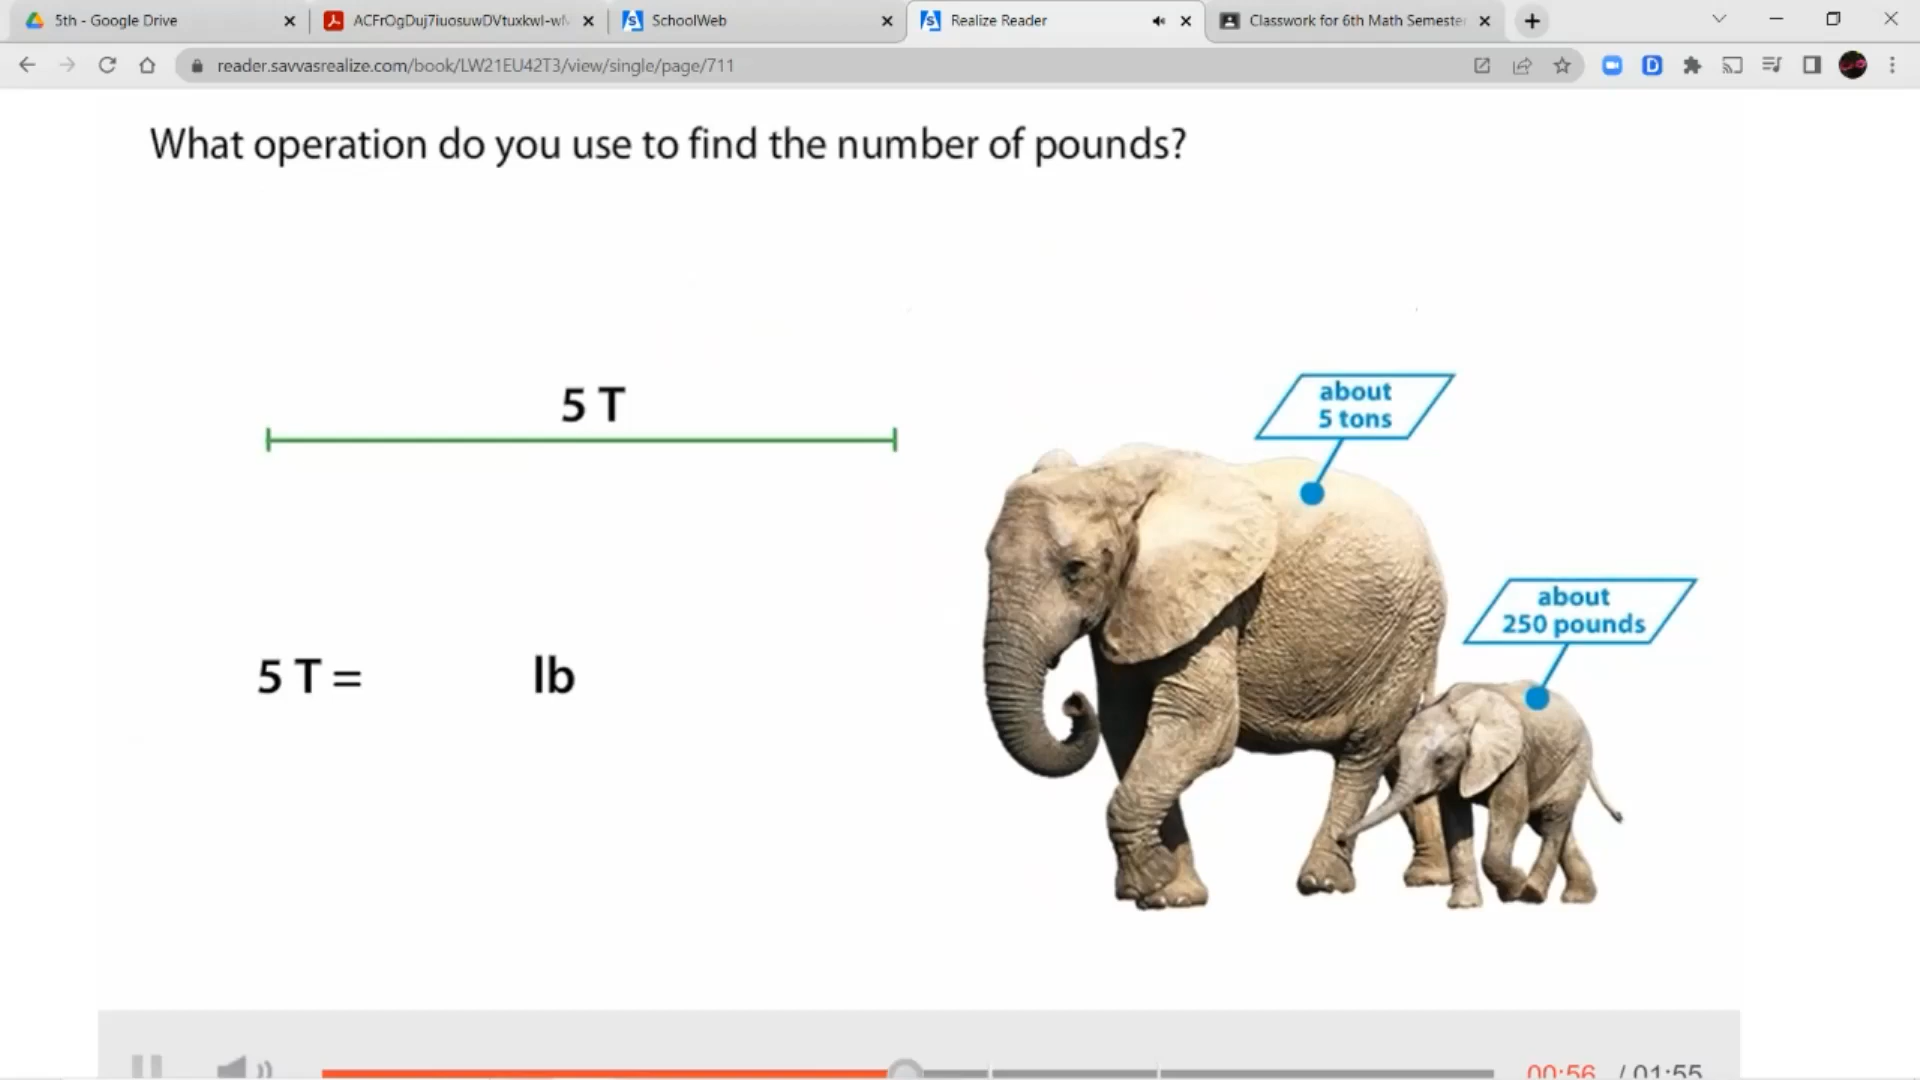 5th - Google Drive
SchoolWeb
Realize Reader
Classwork for 6th Math Semester
reader.savvasrealize.com/book/LW21EU42T3/view/single/page/711
What operation do you use to find the number of pounds?
5 T
about
5 tons
about
250 pounds
5 T = lb
00:56 / 01:55